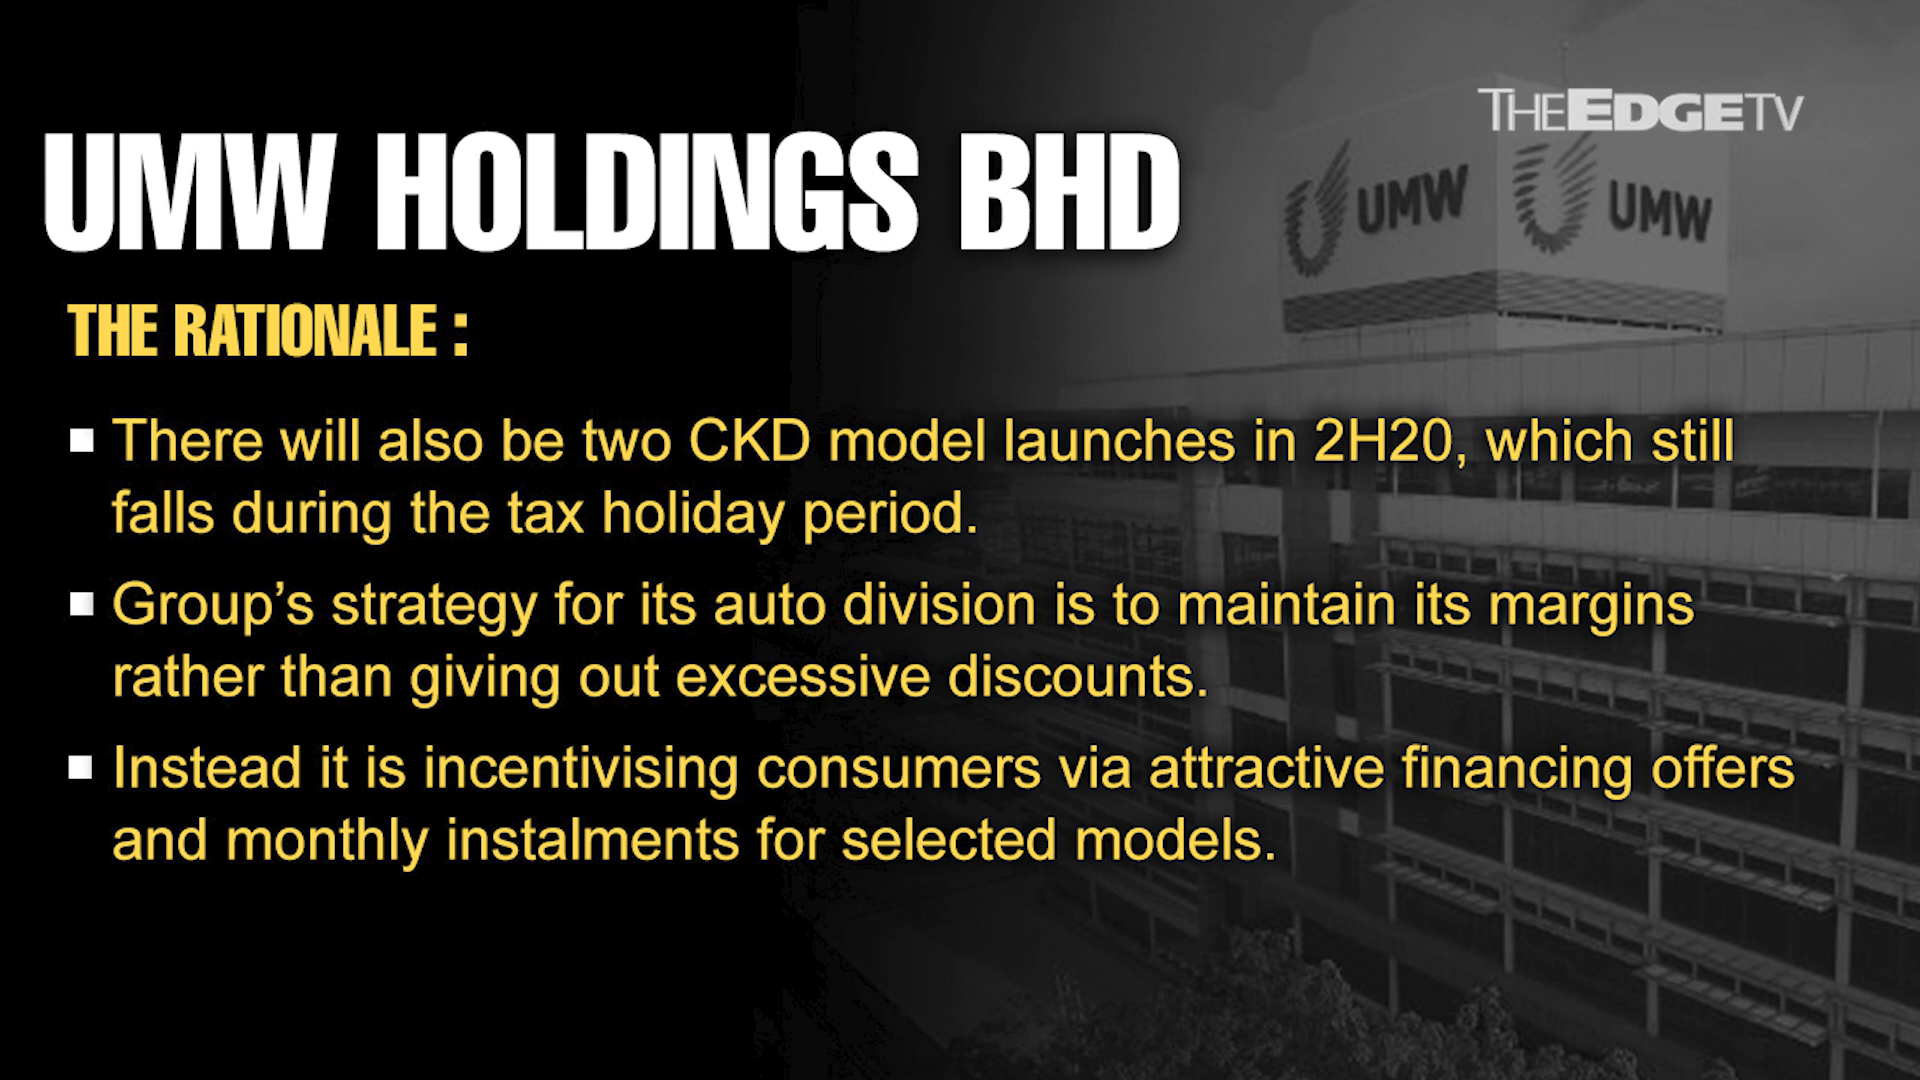 THEEDGETV
UMW HOLDINGS BHD
UMW UMW
THE RATIONALE :
There will also be two CKD model launches in 2H20, which still
falls during the tax holiday period.
Group’s strategy for its auto division is to maintain its margins
rather than giving out excessive discounts.
Instead it is incentivising consumers via attractive financing offers
and monthly instalments for selected models.